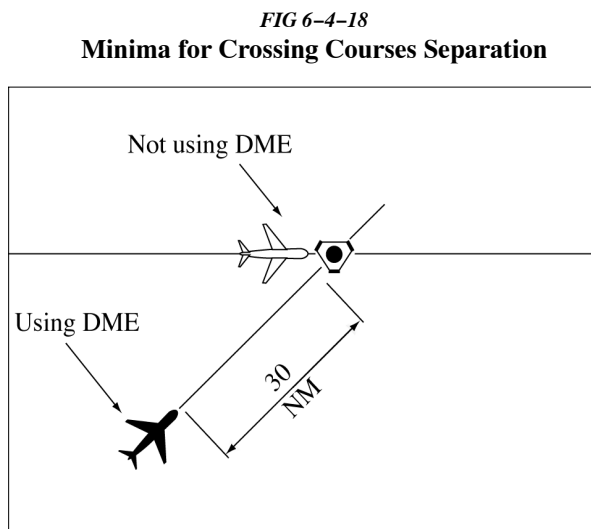 FIG 6–4–18
Minima for Crossing Courses Separation
Not using DME
Using DME
30
NM